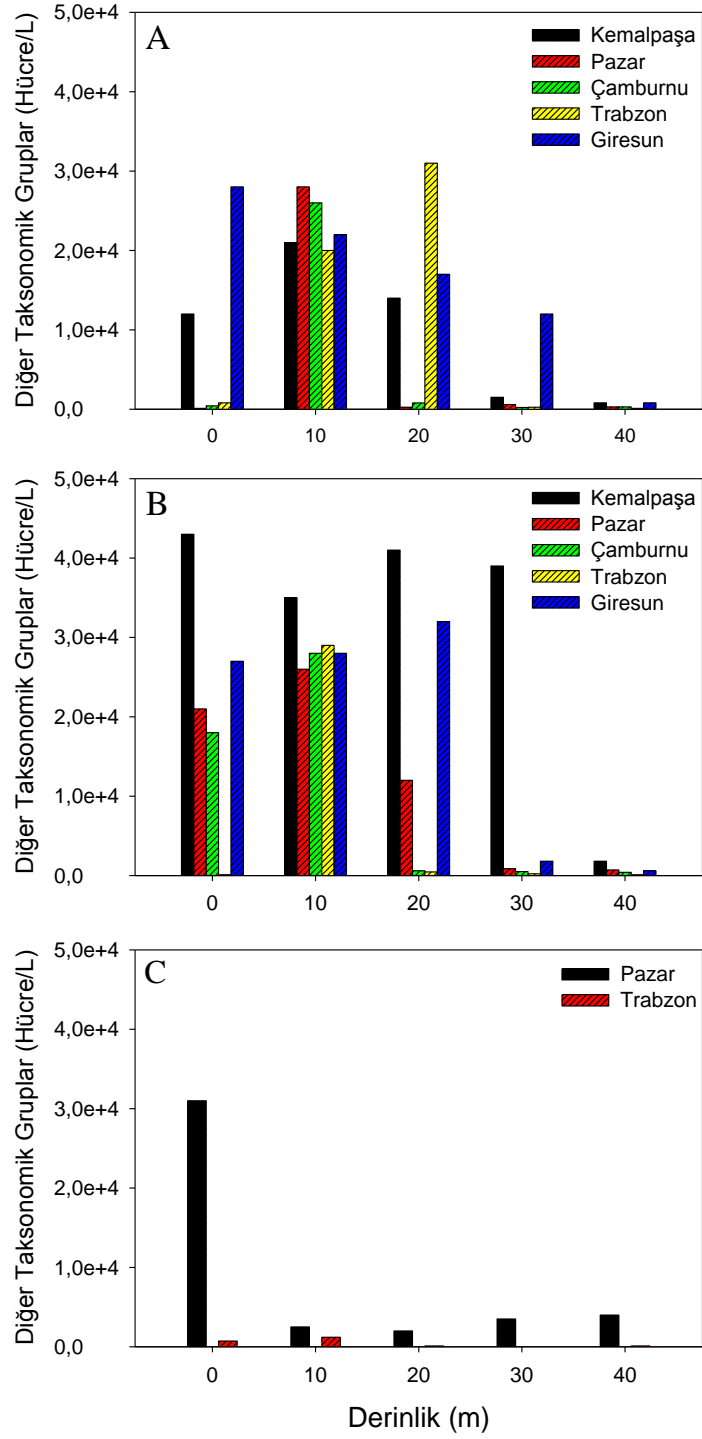 A
Diğer Taksonomik Gruplar (Hücre/L)
5,0e+4
4,0e+4
3,0e+4
2,0e+4
1,0e+4
0,0
Kemalpaşa
Pazar
Çamburnu
Trabzon
Giresun
0 10 20 30 40
B
Diğer Taksonomik Gruplar (Hücre/L)
5,0e+4
4,0e+4
3,0e+4
2,0e+4
1,0e+4
0,0
Kemalpaşa
Pazar
Çamburnu
Trabzon
Giresun
0 10 20 30 40
C
Diğer Taksonomik Gruplar (Hücre/L)
5,0e+4
4,0e+4
3,0e+4
2,0e+4
1,0e+4
0,0
Pazar
Trabzon
0 10 20 30 40
Derinlik (m)